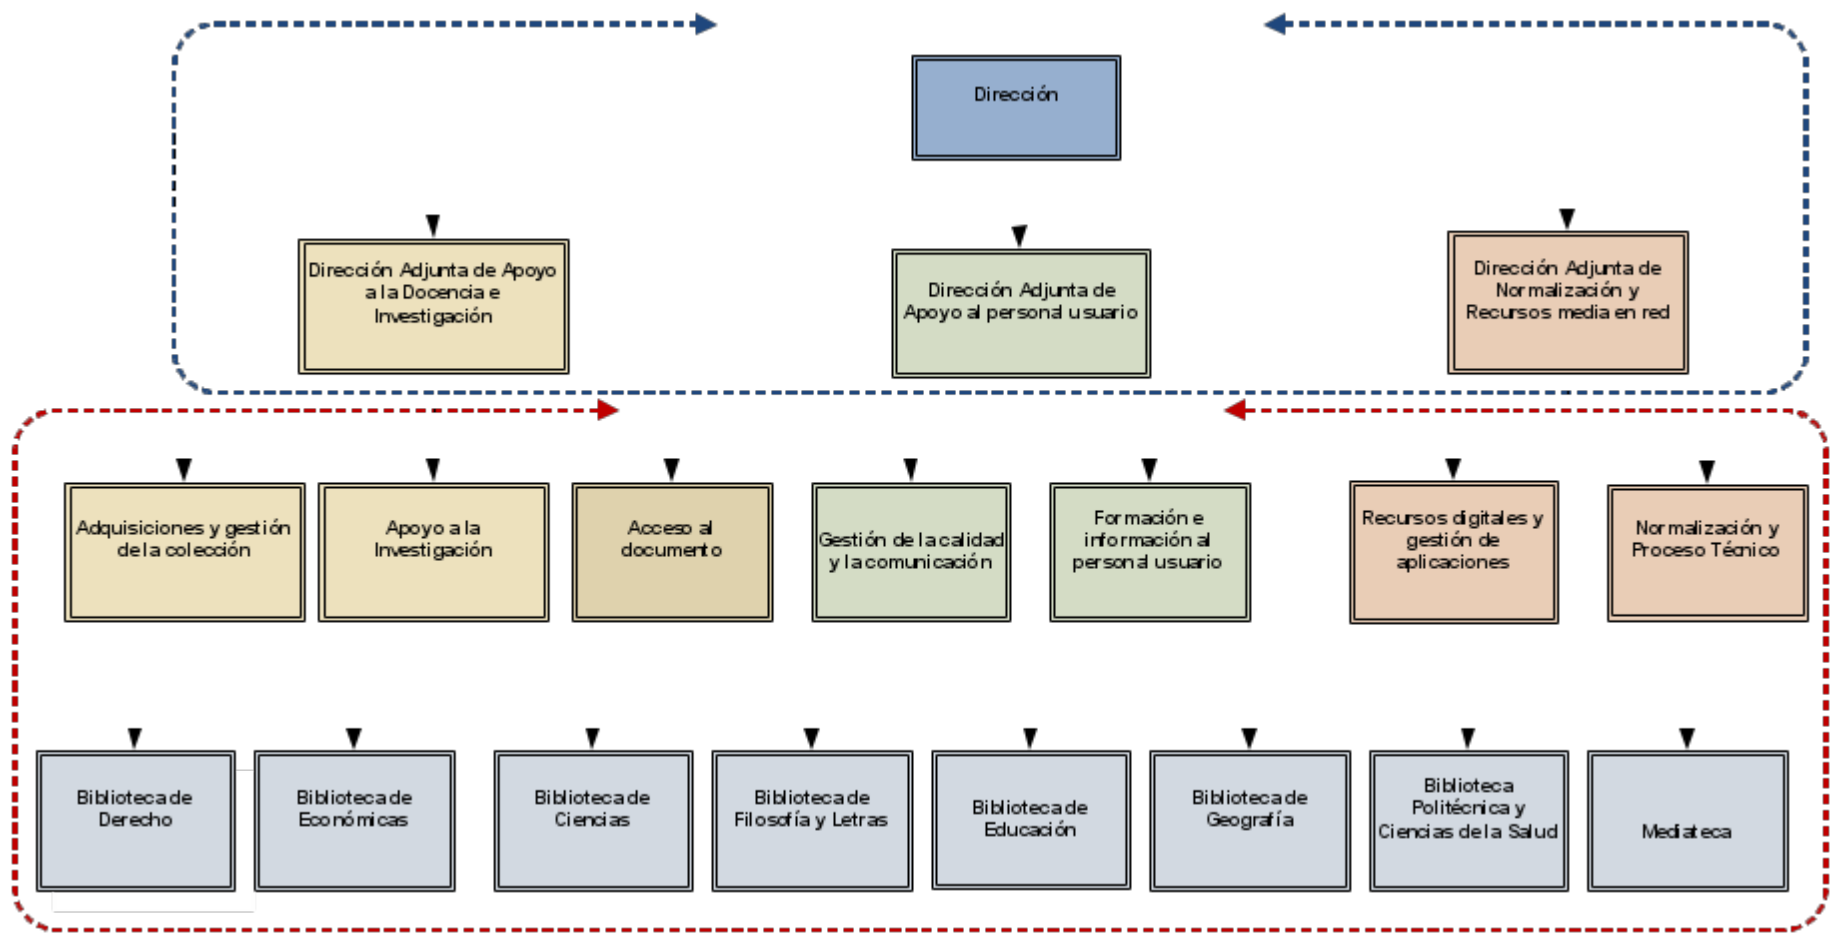 Dirección
Dirección Adjunta de Apoyo
a la Docencia e
Investigación
Dirección Adjunta de
Apoyo al personal usuario
Dirección Adjunta de
Normalización y
Recursos media en red
Adquisiciones y gestión
de la colección
Apoyo a la
Investigación
Acceso al
documento
Gestión de la calidad
y la comunicación
Formación e
información al
personal usuario
Recursos digitales y
gestión de
aplicaciones
Normalización y
Proceso Técnico
Biblioteca de
Derecho
Biblioteca de
Económicas
Biblioteca de
Ciencias
Biblioteca de
Filosofía y Letras
Biblioteca de
Educación
Biblioteca de
Geografía
Biblioteca
Politécnica y
Ciencias de la Salud
Mediateca